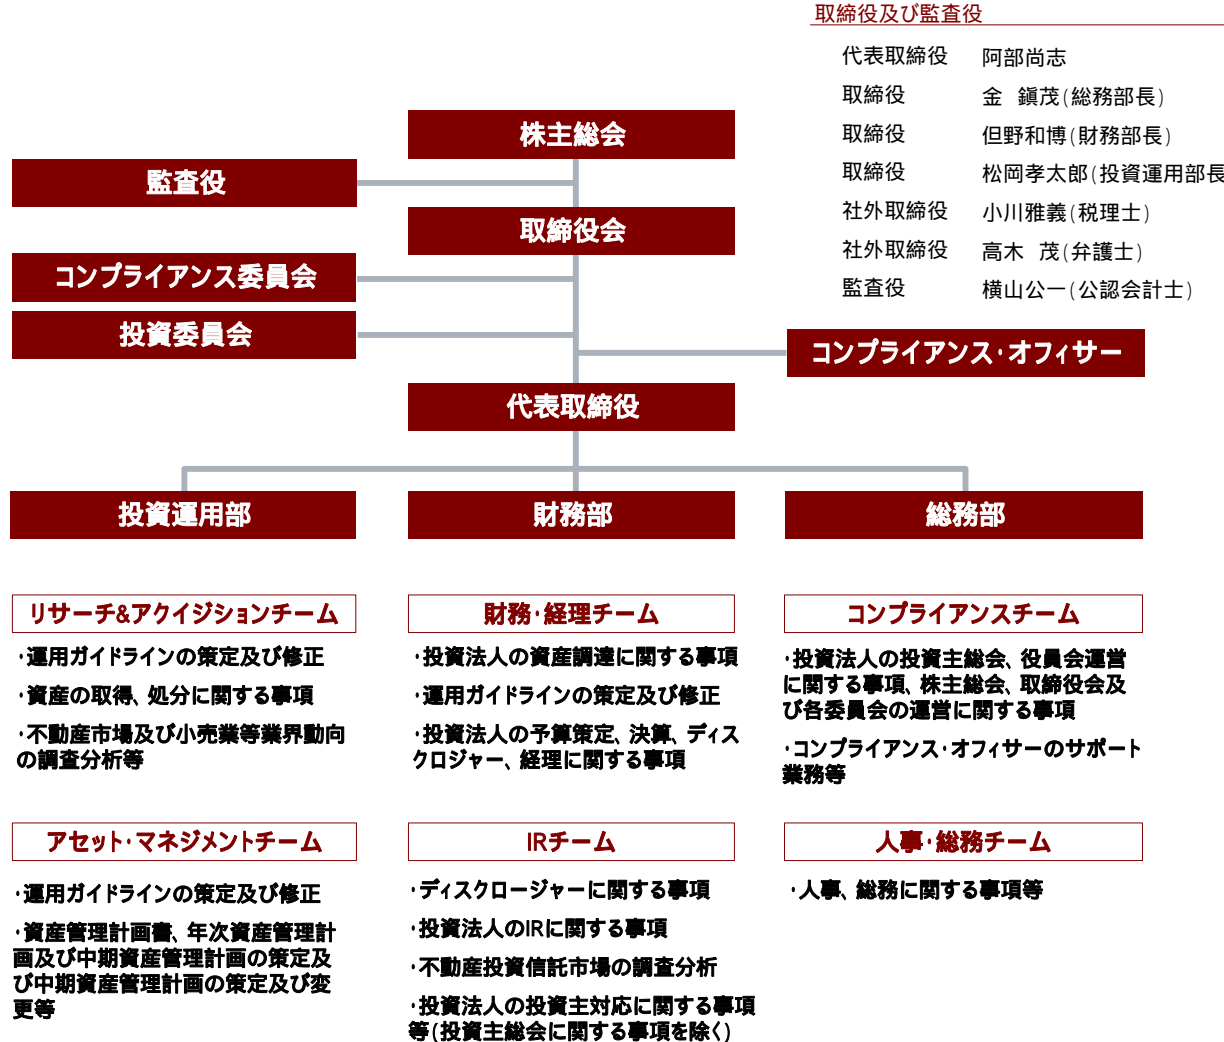 取締役及び監査役
代表取締役 阿部尚志
取締役 金 鎭茂(総務部長)
取締役 但野和博(財務部長)
取締役 松岡孝太郎(投資運用部長
社外取締役 小川雅義(税理士)
社外取締役 高木 茂(弁護士)
監査役 横山公一(公認会計士)
株主総会
監査役
取締役会
コンプライアンス委員会
投資委員会
コンプライアンス・オフィサー
代表取締役
投資運用部
財務部
総務部
リサーチ&アクイジションチーム
・運用ガイドラインの策定及び修正
・資産の取得、処分に関する事項
・不動産市場及び小売業等業界動向
の調査分析等
アセット・マネジメントチーム
・運用ガイドラインの策定及び修正
・資産管理計画書、年次資産管理計
画及び中期資産管理計画の策定及
び中期資産管理計画の策定及び変
更等
財務・経理チーム
・投資法人の資産調達に関する事項
・運用ガイドラインの策定及び修正
・投資法人の予算策定、決算、ディス
クロジャー、経理に関する事項
IRチーム
・ディスクロージャーに関する事項
・投資法人のIRに関する事項
・不動産投資信託市場の調査分析
・投資法人の投資主対応に関する事項
等(投資主総会に関する事項を除く)
コンプライアンスチーム
・投資法人の投資主総会、役員会運営
に関する事項、株主総会、取締役会及
び各委員会の運営に関する事項
・コンプライアンス・オフィサーのサポート
業務等
人事・総務チーム
・人事、総務に関する事項等